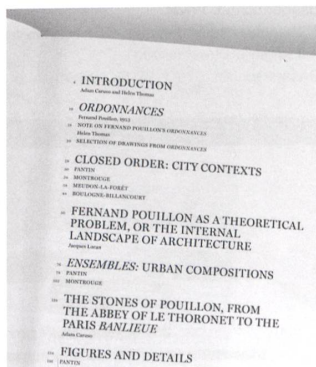 INTRODUCTION
Adam Caruso and Helen Thomas
ORDONNANCES
Fernand Pouillon, 1953
NOTE ON FERNAND POUILLON'S ORDONNANCES
Helen Thomas
SELECTION OF DRAWINGS FROM ORDONNANCES
CLOSED ORDER: CITY CONTEXTS
PANTIN
MONTROUGE
MEUDON-LA-FORÊT
BOULOGNE-BILLANCOURT
FERNAND POUILLON AS A THEORETICAL
PROBLEM, OR THE INTERNAL
LANDSCAPE OF ARCHITECTURE
Jacques Lucan
ENSEMBLES: URBAN COMPOSITIONS
PANTIN
MONTROUGE
THE STONES OF POUILLON, FROM
THE ABBEY OF LE THORONET TO THE
PARIS BANLIEUE
Adam Caruso
FIGURES AND DETAILS
PANTIN